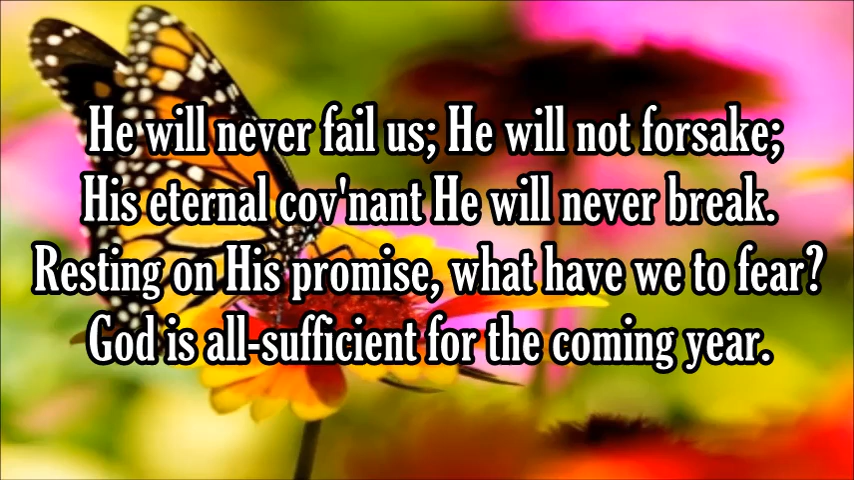 He will never fail us; He will not forsake;
His eternal cov'nant He will never break.
Resting on His promise, what have we to fear?
God is all-sufficient for the coming year.